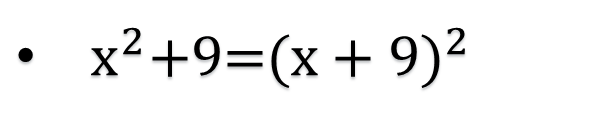 • x²+9=(x + 9)²